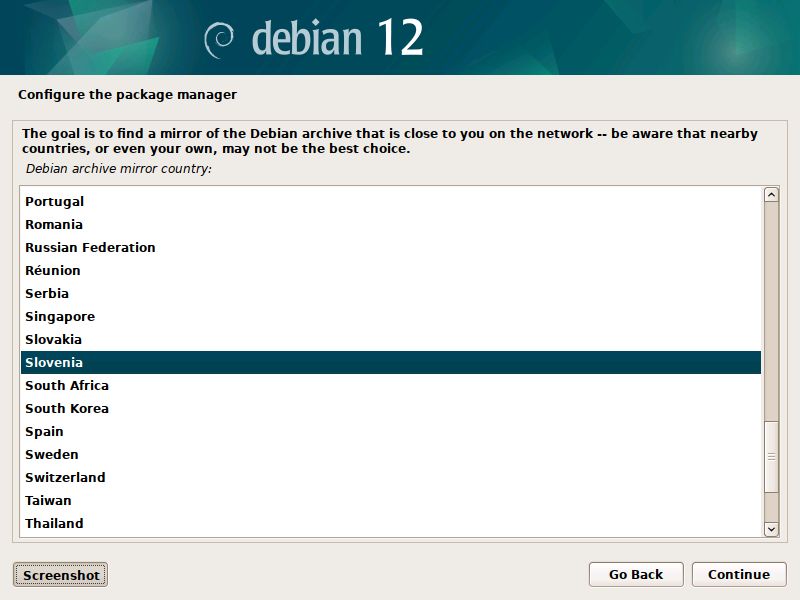 debian 12
Configure the package manager
The goal is to find a mirror of the Debian archive that is close to you on the network -- be aware that nearby
countries, or even your own, may not be the best choice.
Debian archive mirror country:
Portugal
Romania
Russian Federation
Réunion
Serbia
Singapore
Slovakia
Slovenia
South Africa
South Korea
Spain
Sweden
Switzerland
Taiwan
Thailand
Screenshot
Go Back
Continue